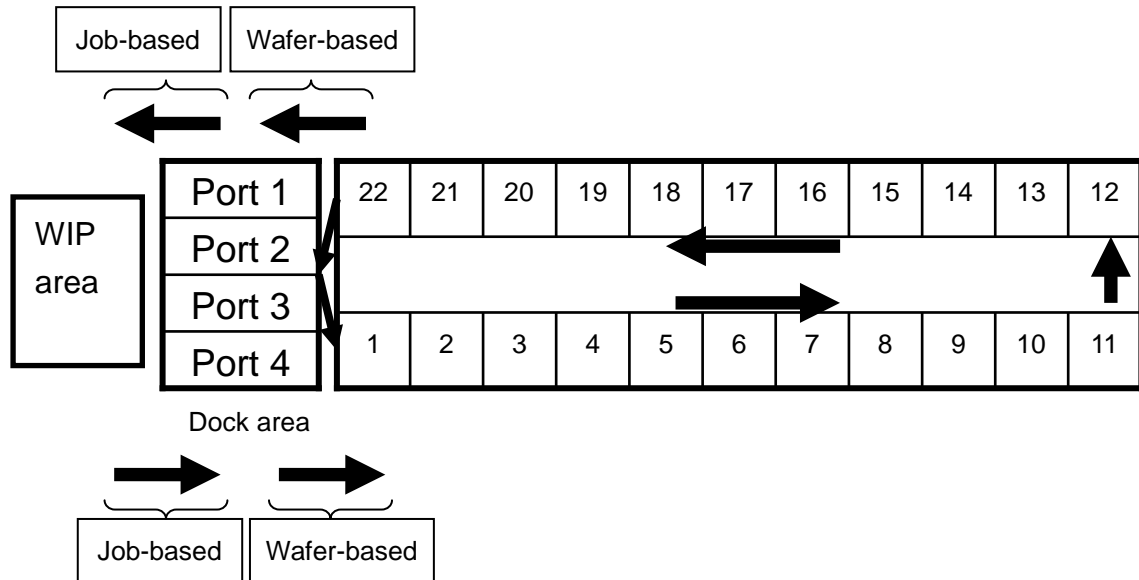 Job-based Wafer-based
Port 1 22 21 20 19 18 17 16 15 14 13 12
WIP
area
Port 2
Port 3
Port 4 1 2 3 4 5 6 7 8 9 10 11
Dock area
Job-based Wafer-based